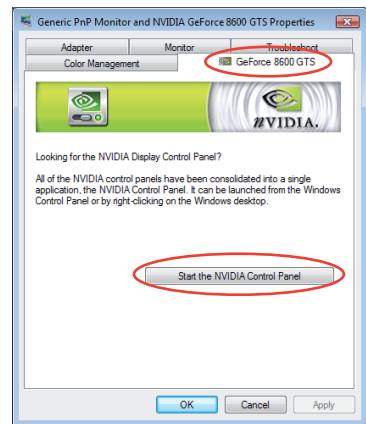 Generic PnP Monitor and NVIDIA GeForce 8600 GTS Properties
Adapter Monitor Troubleshoot
Color Management GeForce 8600 GTS
NVIDIA.
Looking for the NVIDIA Display Control Panel?
All of the NVIDIA control panels have been consolidated into a single
application, the NVIDIA Control Panel. It can be launched from the Windows
Control Panel or by right-clicking on the Windows desktop.
Start the NVIDIA Control Panel
OK Cancel Apply